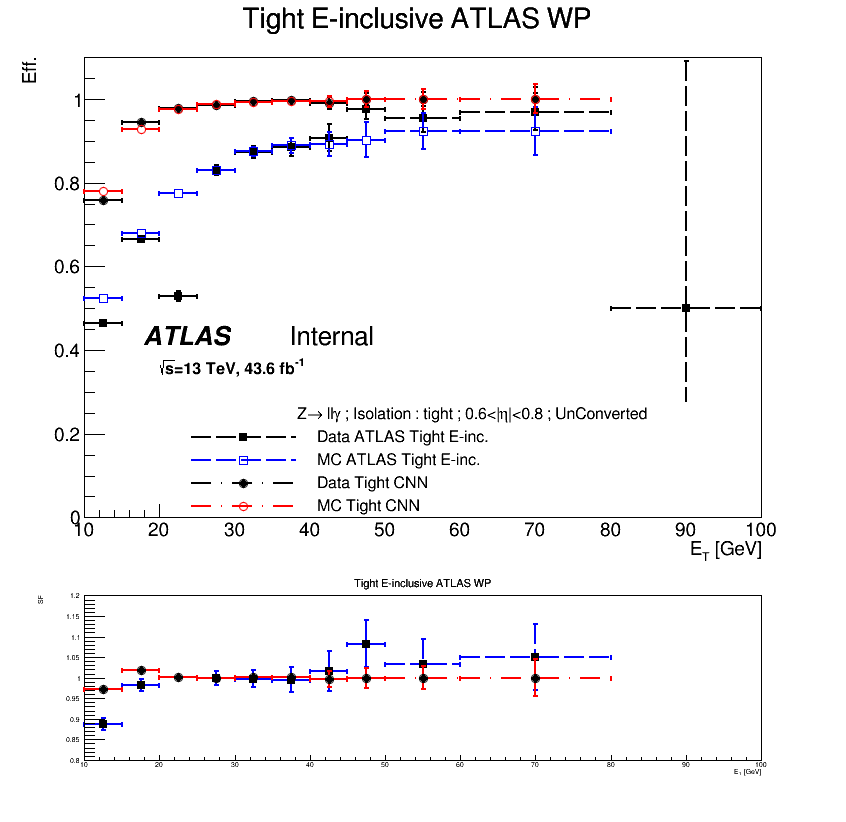 Tight E-inclusive ATLAS WP
Eff.
1
0.8
0.6
0.4
0.2
0
ATLAS Internal
√s=13 TeV, 43.6 fb⁻¹
Z→ llγ ; Isolation : tight ; 0.6<|η|<0.8 ; UnConverted
Data ATLAS Tight E-inc.
MC ATLAS Tight E-inc.
Data Tight CNN
MC Tight CNN
10 20 30 40 50 60 70 80 90 100
E_T [GeV]
Tight E-inclusive ATLAS WP
SF
1.2
1.15
1.1
1.05
1
0.95
0.9
0.85
0.8
10 20 30 40 50 60 70 80 90 100
E_T [GeV]